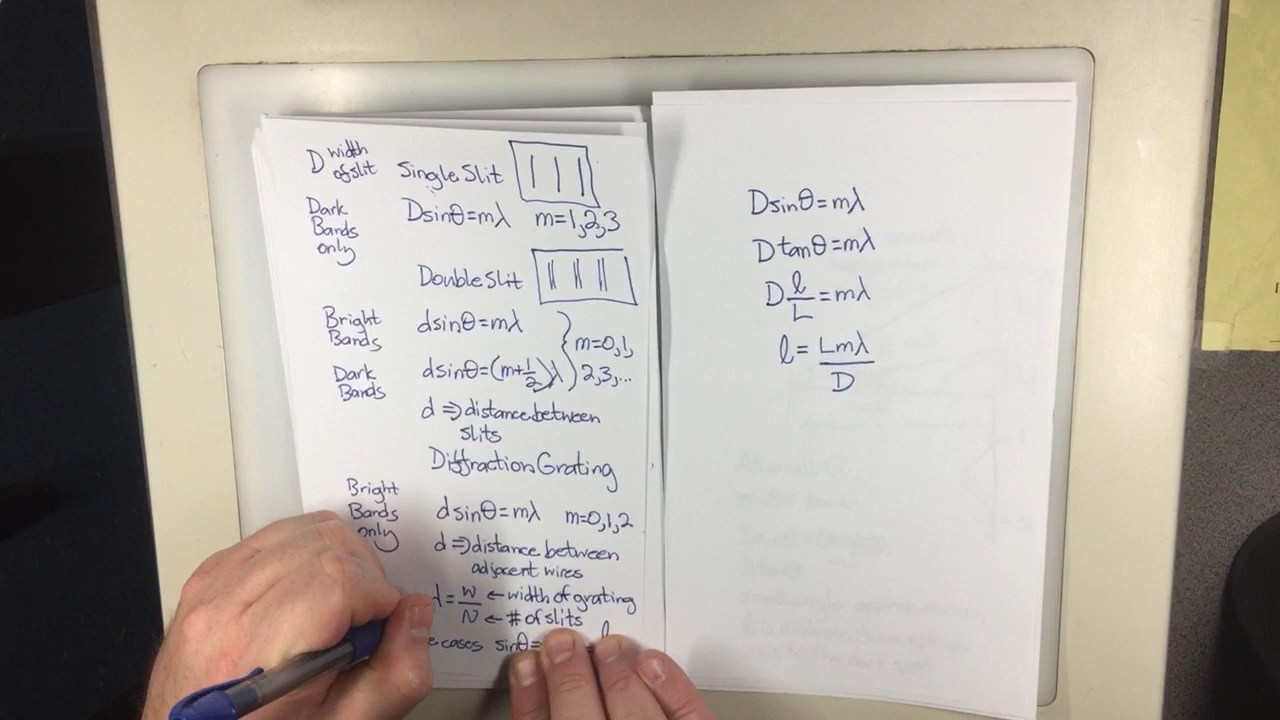 D width of slit
Single Slit
Dark Bands only
Dsinθ=mλ m=1,2,3
Double Slit
Bright Bands
dsinθ=mλ
m=0,1,
Dark Bands
dsinθ=(m+1/2)λ
2,3,...
d ⇒ distance between
slits
Diffraction Grating
Bright Bands only
dsinθ=mλ m=0,1,2
d ⇒ distance between
adjacent wires
=W/N ← width of grating
← # of slits
cases sinθ=
Dsinθ=mλ
Dtanθ=mλ
D ℓ/L =mλ
ℓ= Lmλ/D